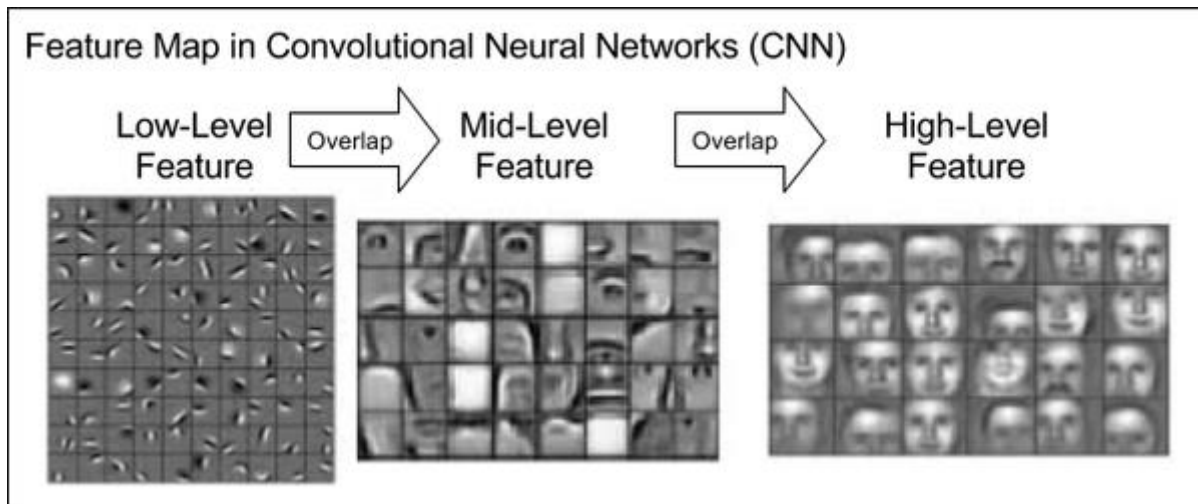 Feature Map in Convolutional Neural Networks (CNN)
Low-Level
Feature
Overlap
Mid-Level
Feature
Overlap
High-Level
Feature